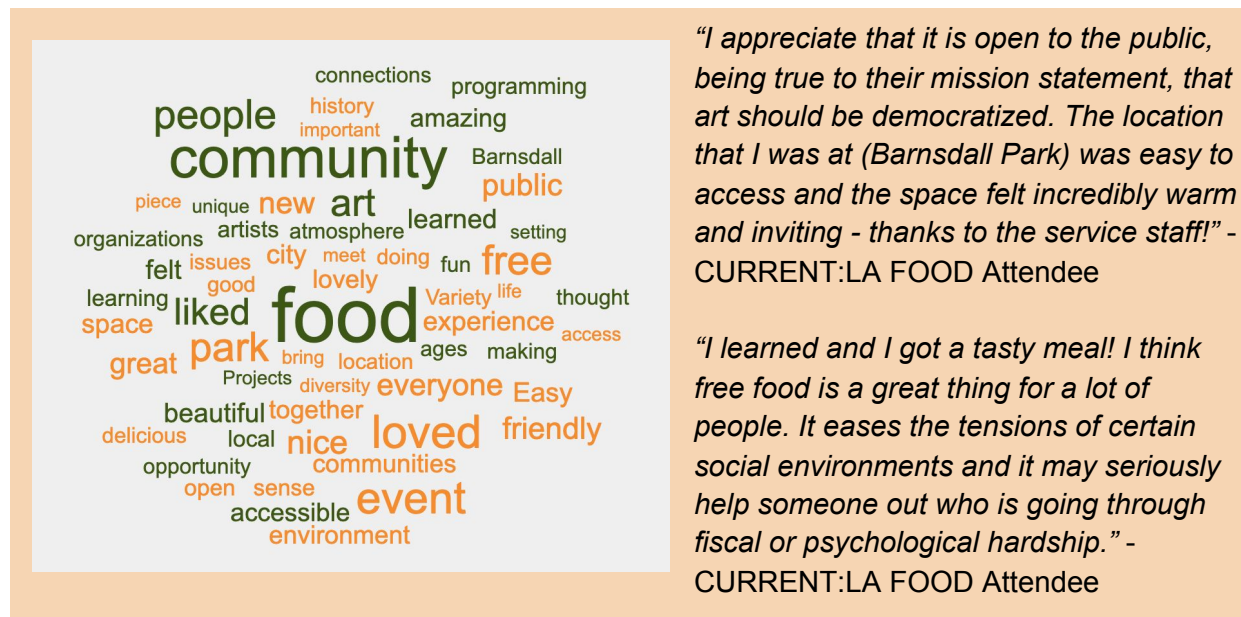 connections programming
people history amazing
important
community Barnsdall
public
piece unique new art learned
organizations artists atmosphere setting
felt issues city meet doing fun free
good lovely
learning liked food Variety life thought
space experience access
great park bring location ages making
Projects diversity everyone Easy
beautiful together
delicious local nice loved friendly
opportunity communities
open sense event
accessible
environment
“I appreciate that it is open to the public,
being true to their mission statement, that
art should be democratized. The location
that I was at (Barnsdall Park) was easy to
access and the space felt incredibly warm
and inviting - thanks to the service staff!” -
CURRENT:LA FOOD Attendee
“I learned and I got a tasty meal! I think
free food is a great thing for a lot of
people. It eases the tensions of certain
social environments and it may seriously
help someone out who is going through
fiscal or psychological hardship.” -
CURRENT:LA FOOD Attendee